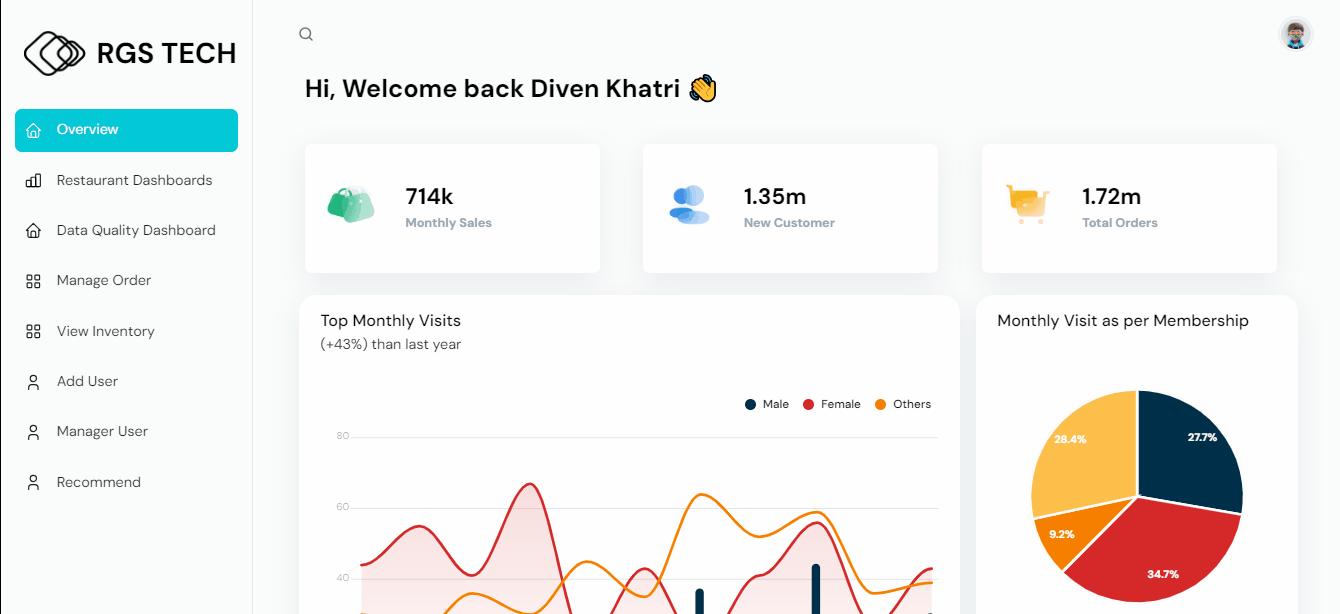 RGS TECH
Overview
Restaurant Dashboards
Data Quality Dashboard
Manage Order
View Inventory
Add User
Manager User
Recommend
Hi, Welcome back Diven Khatri 👋
714k
Monthly Sales
1.35m
New Customer
1.72m
Total Orders
Top Monthly Visits
(+43%) than last year
Male Female Others
80
60
40
Monthly Visit as per Membership
28.4%
27.7%
9.2%
34.7%